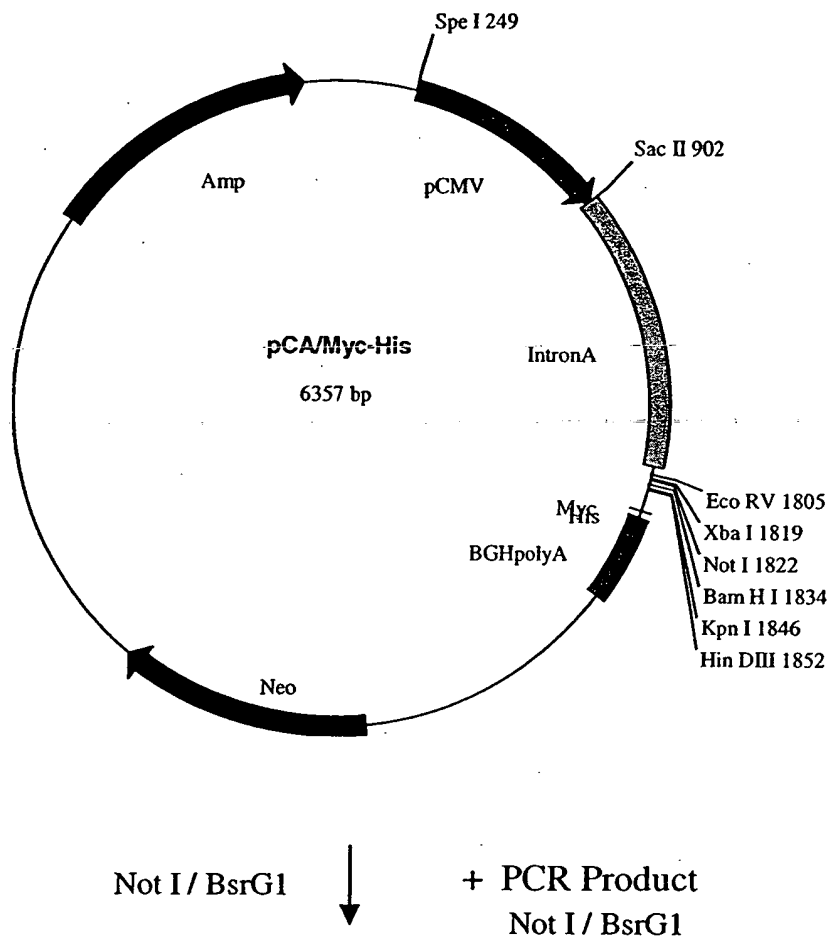 Spe I 249
Sac II 902
Amp
pCMV
pCA/Myc-His
6357 bp
IntronA
Eco RV 1805
Xba I 1819
Not I 1822
Bam H I 1834
Kpn I 1846
Hin DIII 1852
Myc
His
BGHpolyA
Neo
Not I / BsrG1
+ PCR Product
Not I / BsrG1